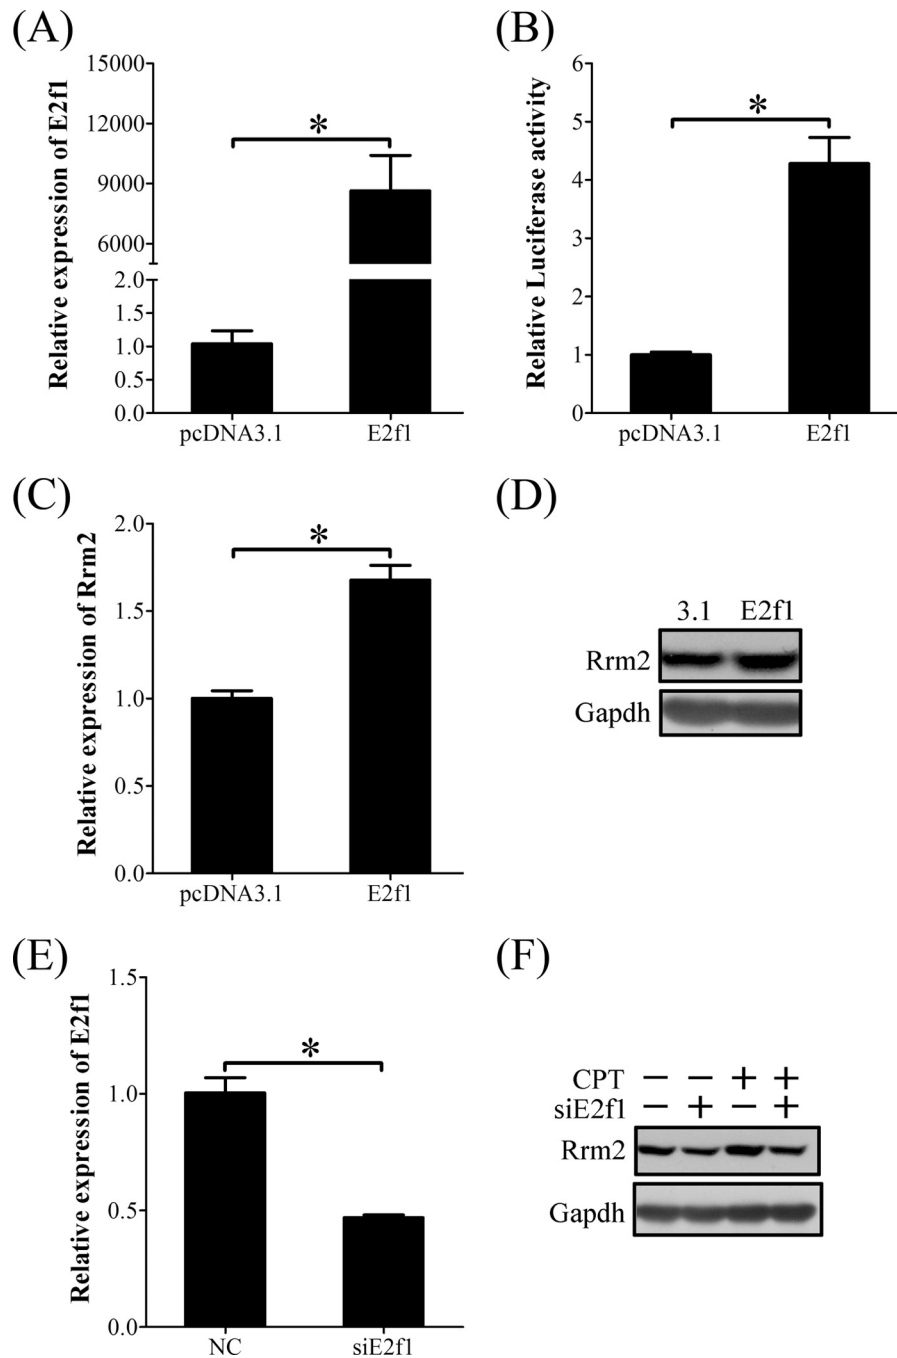 (A)
Relative expression of E2f1
15000
12000
9000
6000
2.0
1.5
1.0
0.5
0.0
*
pcDNA3.1 E2f1
(B)
Relative Luciferase activity
6
5
4
3
2
1
0
*
pcDNA3.1 E2f1
(C)
Relative expression of Rrm2
2.0
1.5
1.0
0.5
0.0
*
pcDNA3.1 E2f1
(D)
3.1 E2f1
Rrm2
Gapdh
(E)
Relative expression of E2f1
1.5
1.0
0.5
0.0
*
NC siE2f1
(F)
CPT − − + +
siE2f1 − + − +
Rrm2
Gapdh